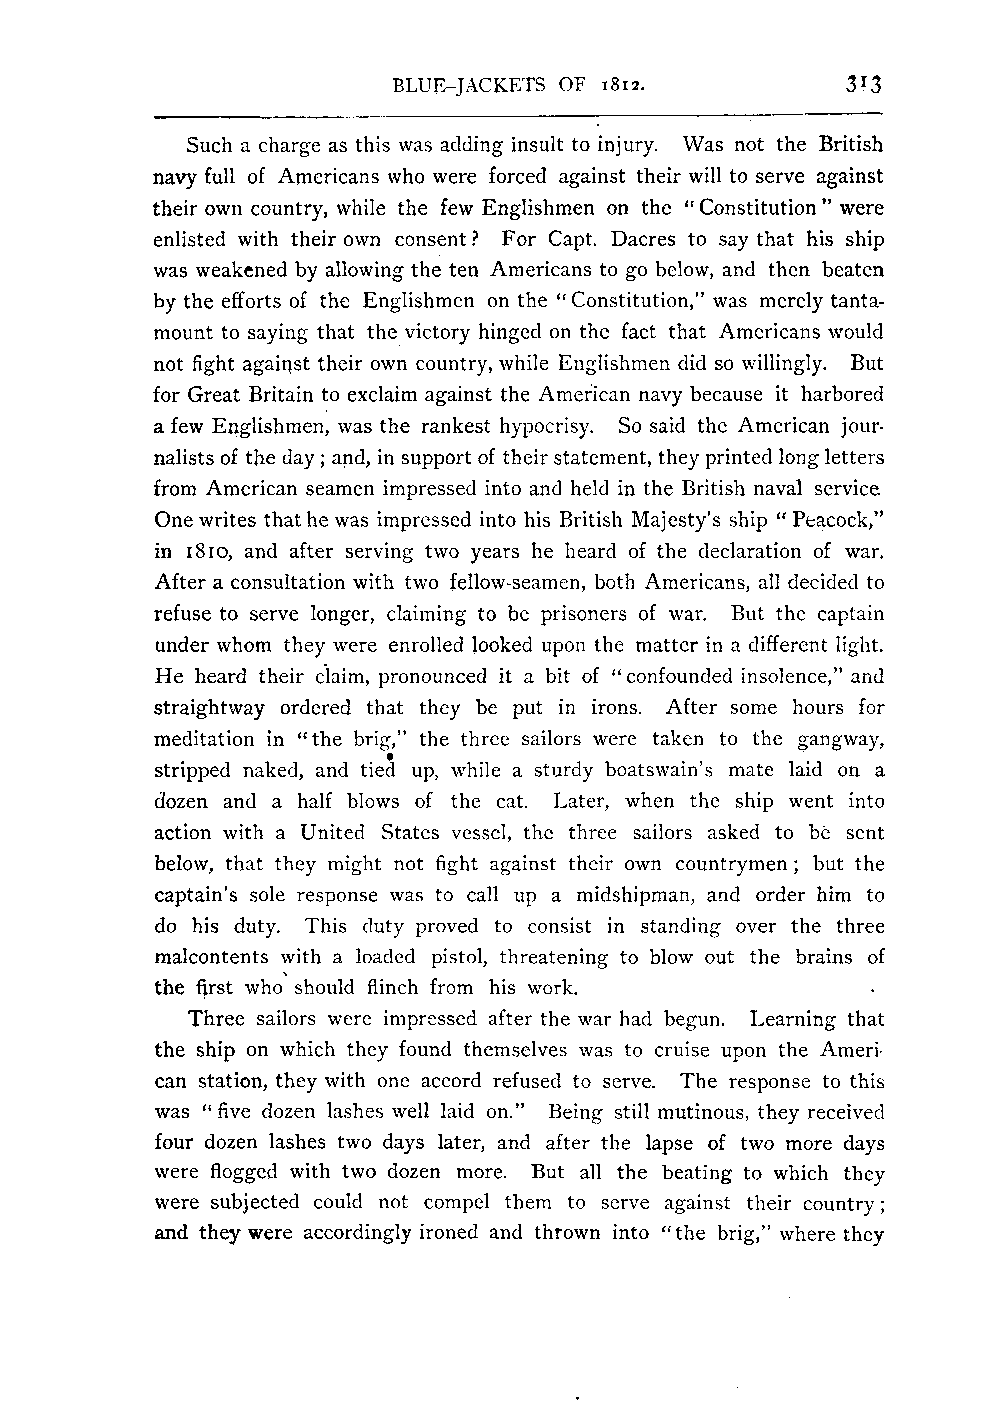 BLUE-JACKETS OF 1812. 313
Such a charge as this was adding insult to injury. Was not the British
navy full of Americans who were forced against their will to serve against
their own country, while the few Englishmen on the "Constitution" were
enlisted with their own consent? For Capt. Dacres to say that his ship
was weakened by allowing the ten Americans to go below, and then beaten
by the efforts of the Englishmen on the "Constitution," was merely tanta-
mount to saying that the victory hinged on the fact that Americans would
not fight against their own country, while Englishmen did so willingly. But
for Great Britain to exclaim against the American navy because it harbored
a few Englishmen, was the rankest hypocrisy. So said the American jour-
nalists of the day; and, in support of their statement, they printed long letters
from American seamen impressed into and held in the British naval service
One writes that he was impressed into his British Majesty's ship "Peacock,"
in 1810, and after serving two years he heard of the declaration of war.
After a consultation with two fellow-seamen, both Americans, all decided to
refuse to serve longer, claiming to be prisoners of war. But the captain
under whom they were enrolled looked upon the matter in a different light.
He heard their claim, pronounced it a bit of "confounded insolence," and
straightway ordered that they be put in irons. After some hours for
meditation in "the brig," the three sailors were taken to the gangway,
stripped naked, and tied up, while a sturdy boatswain's mate laid on a
dozen and a half blows of the cat. Later, when the ship went into
action with a United States vessel, the three sailors asked to be sent
below, that they might not fight against their own countrymen; but the
captain's sole response was to call up a midshipman, and order him to
do his duty. This duty proved to consist in standing over the three
malcontents with a loaded pistol, threatening to blow out the brains of
the first who should flinch from his work.
Three sailors were impressed after the war had begun. Learning that
the ship on which they found themselves was to cruise upon the Ameri-
can station, they with one accord refused to serve. The response to this
was "five dozen lashes well laid on." Being still mutinous, they received
four dozen lashes two days later, and after the lapse of two more days
were flogged with two dozen more. But all the beating to which they
were subjected could not compel them to serve against their country;
and they were accordingly ironed and thrown into "the brig," where they